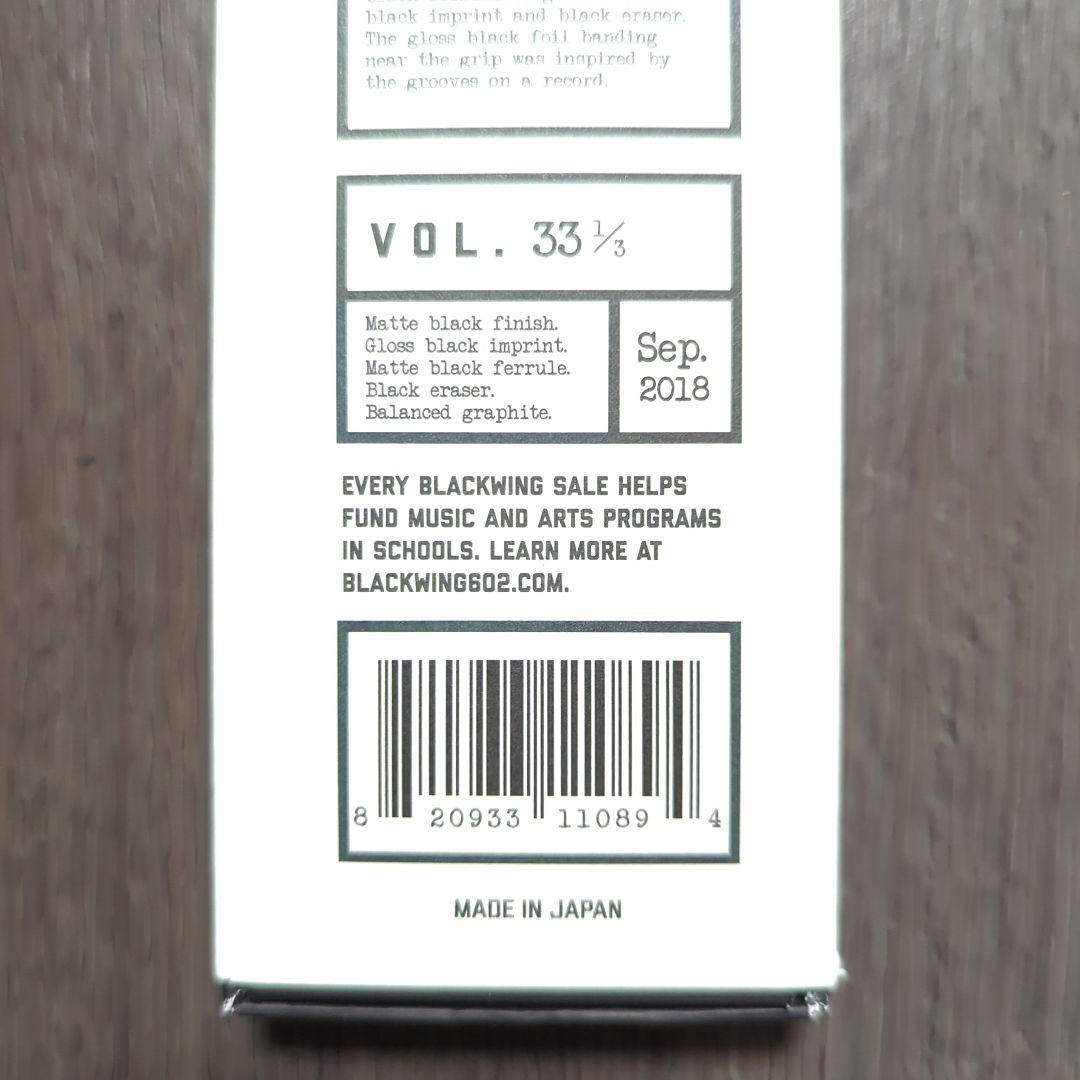 black imprint and black eraser.
The gloss black foil banding
near the grip was inspired by
the grooves on a record.
VOL. 33 ⅓
Matte black finish.
Gloss black imprint.
Matte black ferrule.
Black eraser.
Balanced graphite.
Sep.
2018
EVERY BLACKWING SALE HELPS
FUND MUSIC AND ARTS PROGRAMS
IN SCHOOLS. LEARN MORE AT
BLACKWING602.COM.
8 20933 11089 4
MADE IN JAPAN